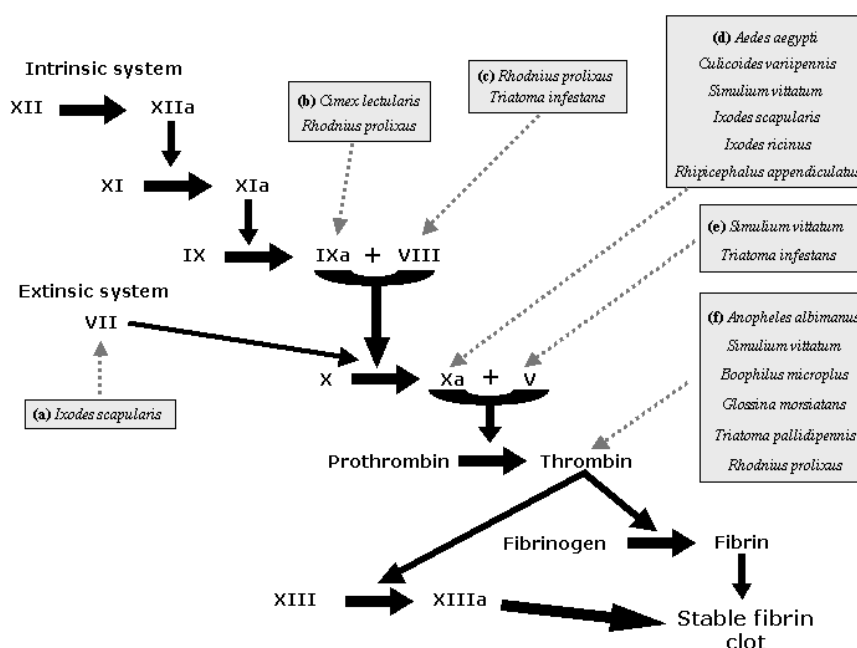 (d) Aedes aegypti
Culicoides variipennis
Simulium vittatum
Ixodes scapularis
Ixodes ricinus
Rhipicephalus appendiculatus
Intrinsic system
(b) Cimex lectularis
Rhodnius prolixus
(c) Rhodnius prolixus
Triatoma infestans
XII
XIIa
XI
XIa
(e) Simulium vittatum
Triatoma infestans
IX
IXa + VIII
Extinsic system
VII
(f) Anopheles albimanus
Simulium vittatum
Boophilus microplus
Glossina morsiatans
Triatoma pallidipennis
Rhodnius prolixus
X
Xa + V
(a) Ixodes scapularis
Prothrombin
Thrombin
Fibrinogen
Fibrin
XIII
XIIIa
Stable fibrin
clot